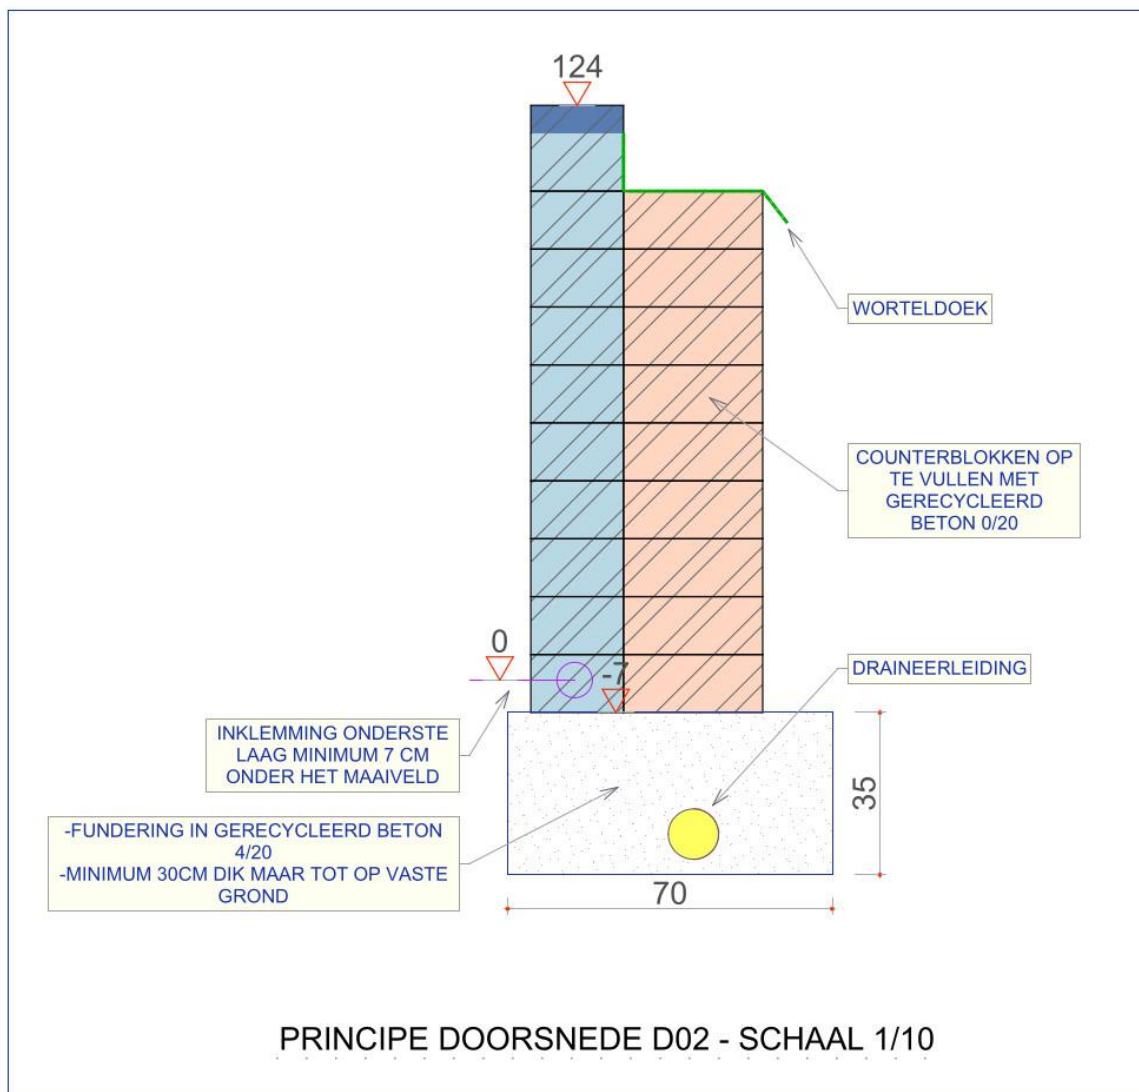 124
WORTELDOEK
COUNTERBLOKKEN OP
TE VULLEN MET
GERECYCLEERD
BETON 0/20
0
-7
DRAINEERLEIDING
INKLEMMING ONDERSTE
LAAG MINIMUM 7 CM
ONDER HET MAAIVELD
35
-FUNDERING IN GERECYCLEERD BETON
4/20
-MINIMUM 30CM DIK MAAR TOT OP VASTE
GROND
70
PRINCIPE DOORSNEDE D02 - SCHAAL 1/10